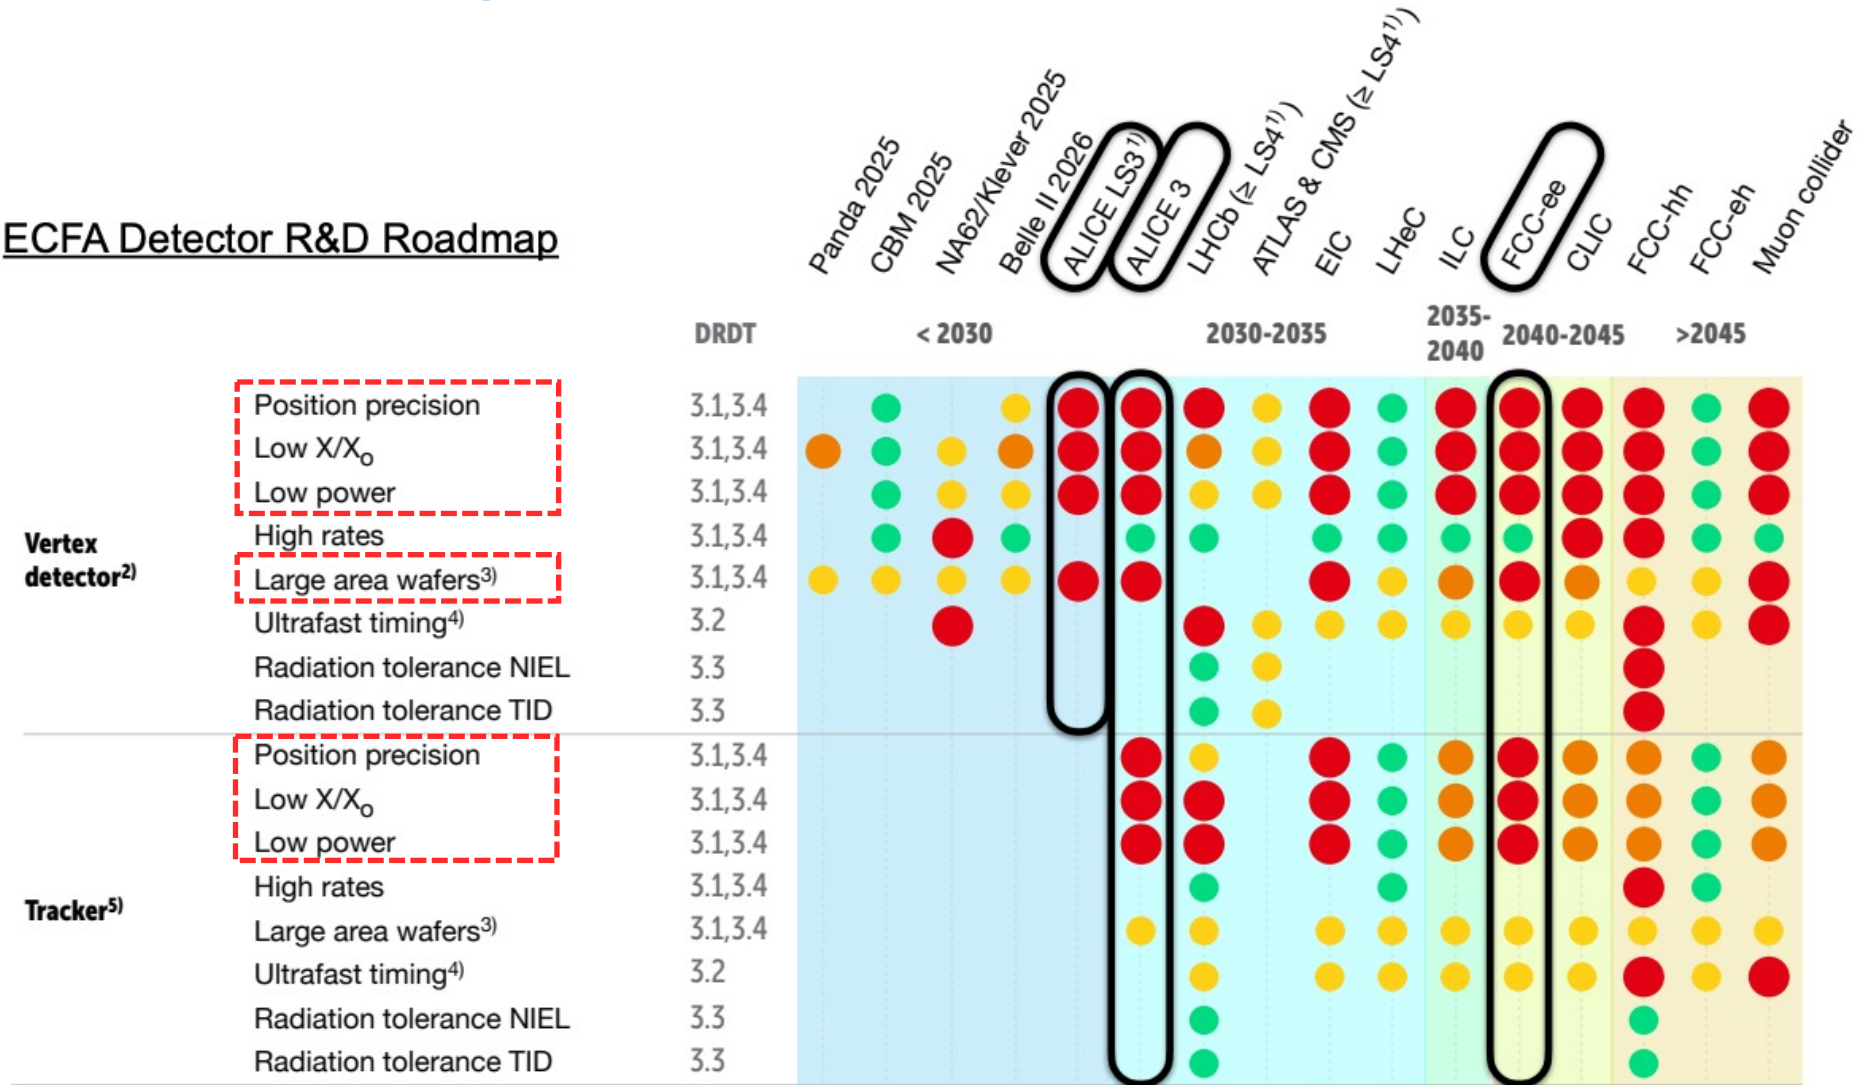 Panda 2025
CBM 2025
NA62/Klever 2025
Belle II 2026
ALICE LS3¹⁾
ALICE 3
LHCb (≥ LS4¹⁾)
ATLAS & CMS (≥ LS4¹⁾)
EIC
LHeC
ILC
FCC-ee
CLIC
FCC-hh
FCC-eh
Muon collider
ECFA Detector R&D Roadmap
DRDT
< 2030
2030-2035
2035-
2040
2040-2045
>2045
Vertex
detector²⁾
Position precision 3.1,3.4
Low X/X₀ 3.1,3.4
Low power 3.1,3.4
High rates 3.1,3.4
Large area wafers³⁾ 3.1,3.4
Ultrafast timing⁴⁾ 3.2
Radiation tolerance NIEL 3.3
Radiation tolerance TID 3.3
Tracker⁵⁾
Position precision 3.1,3.4
Low X/X₀ 3.1,3.4
Low power 3.1,3.4
High rates 3.1,3.4
Large area wafers³⁾ 3.1,3.4
Ultrafast timing⁴⁾ 3.2
Radiation tolerance NIEL 3.3
Radiation tolerance TID 3.3